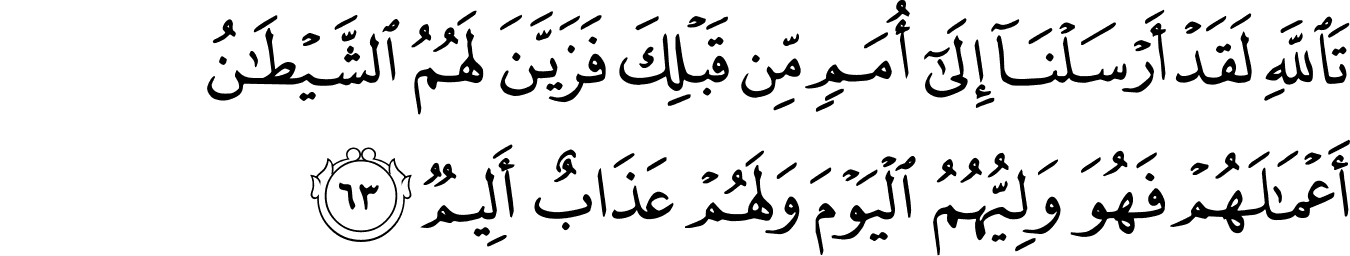 تَٱللَّهِ لَقَدۡ أَرۡسَلۡنَآ إِلَىٰٓ أُمَمٖ مِّن قَبۡلِكَ فَزَيَّنَ لَهُمُ ٱلشَّيۡطَٰنُ
أَعۡمَٰلَهُمۡ فَهُوَ وَلِيُّهُمُ ٱلۡيَوۡمَ وَلَهُمۡ عَذَابٌ أَلِيمٞ ٦٣